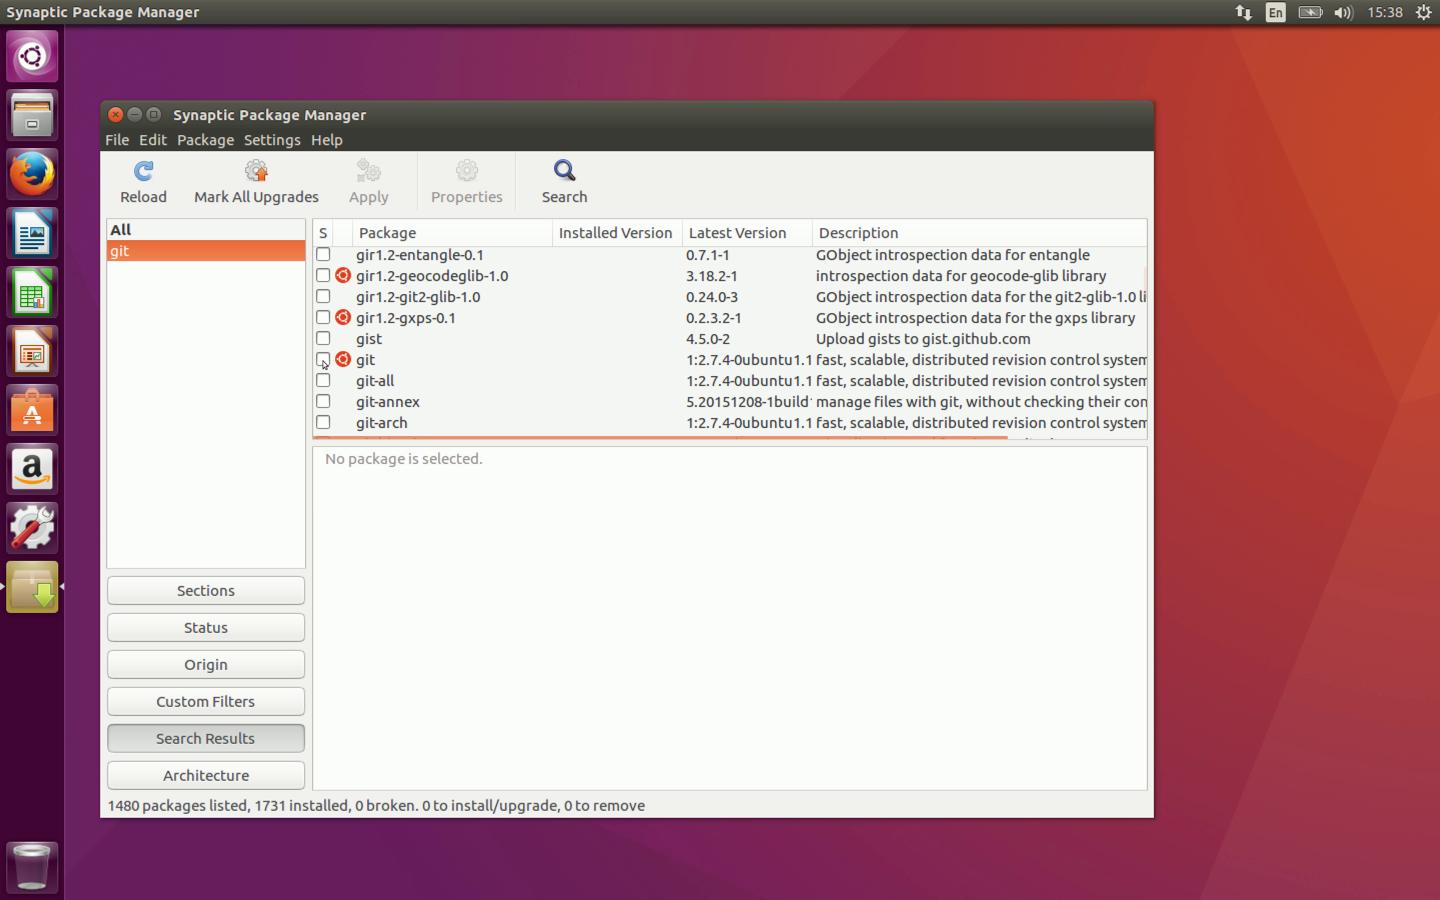 Synaptic Package Manager
En
15:38
Synaptic Package Manager
File Edit Package Settings Help
Reload Mark All Upgrades Apply Properties Search
All
git
S Package Installed Version Latest Version Description
gir1.2-entangle-0.1 0.7.1-1 GObject introspection data for entangle
gir1.2-geocodeglib-1.0 3.18.2-1 introspection data for geocode-glib library
gir1.2-git2-glib-1.0 0.24.0-3 GObject introspection data for the git2-glib-1.0 li
gir1.2-gxps-0.1 0.2.3.2-1 GObject introspection data for the gxps library
gist 4.5.0-2 Upload gists to gist.github.com
git 1:2.7.4-0ubuntu1.1 fast, scalable, distributed revision control system
git-all 1:2.7.4-0ubuntu1.1 fast, scalable, distributed revision control system
git-annex 5.20151208-1build manage files with git, without checking their con
git-arch 1:2.7.4-0ubuntu1.1 fast, scalable, distributed revision control system
No package is selected.
Sections
Status
Origin
Custom Filters
Search Results
Architecture
1480 packages listed, 1731 installed, 0 broken. 0 to install/upgrade, 0 to remove